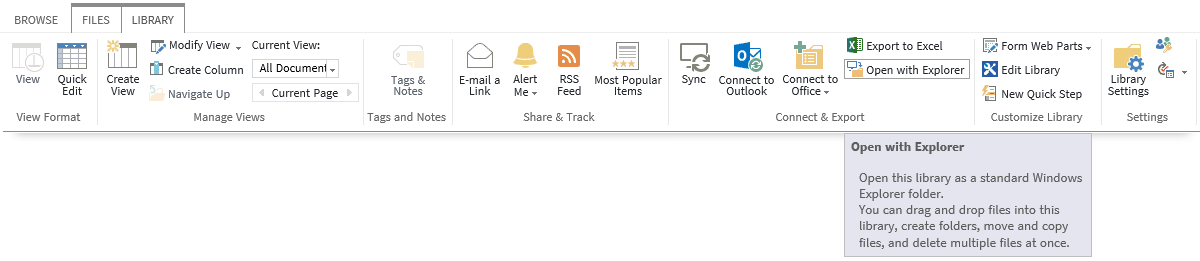 BROWSE FILES LIBRARY
View
Quick
Edit
View Format
Create
View
Modify View
Create Column
Navigate Up
Current View:
All Document
Current Page
Manage Views
Tags &
Notes
Tags and Notes
E-mail a
Link
Alert
Me
RSS
Feed
Most Popular
Items
Share & Track
Sync
Connect to
Outlook
Connect to
Office
Export to Excel
Open with Explorer
Connect & Export
Form Web Parts
Edit Library
New Quick Step
Customize Library
Library
Settings
Settings
Open with Explorer
Open this library as a standard Windows
Explorer folder.
You can drag and drop files into this
library, create folders, move and copy
files, and delete multiple files at once.